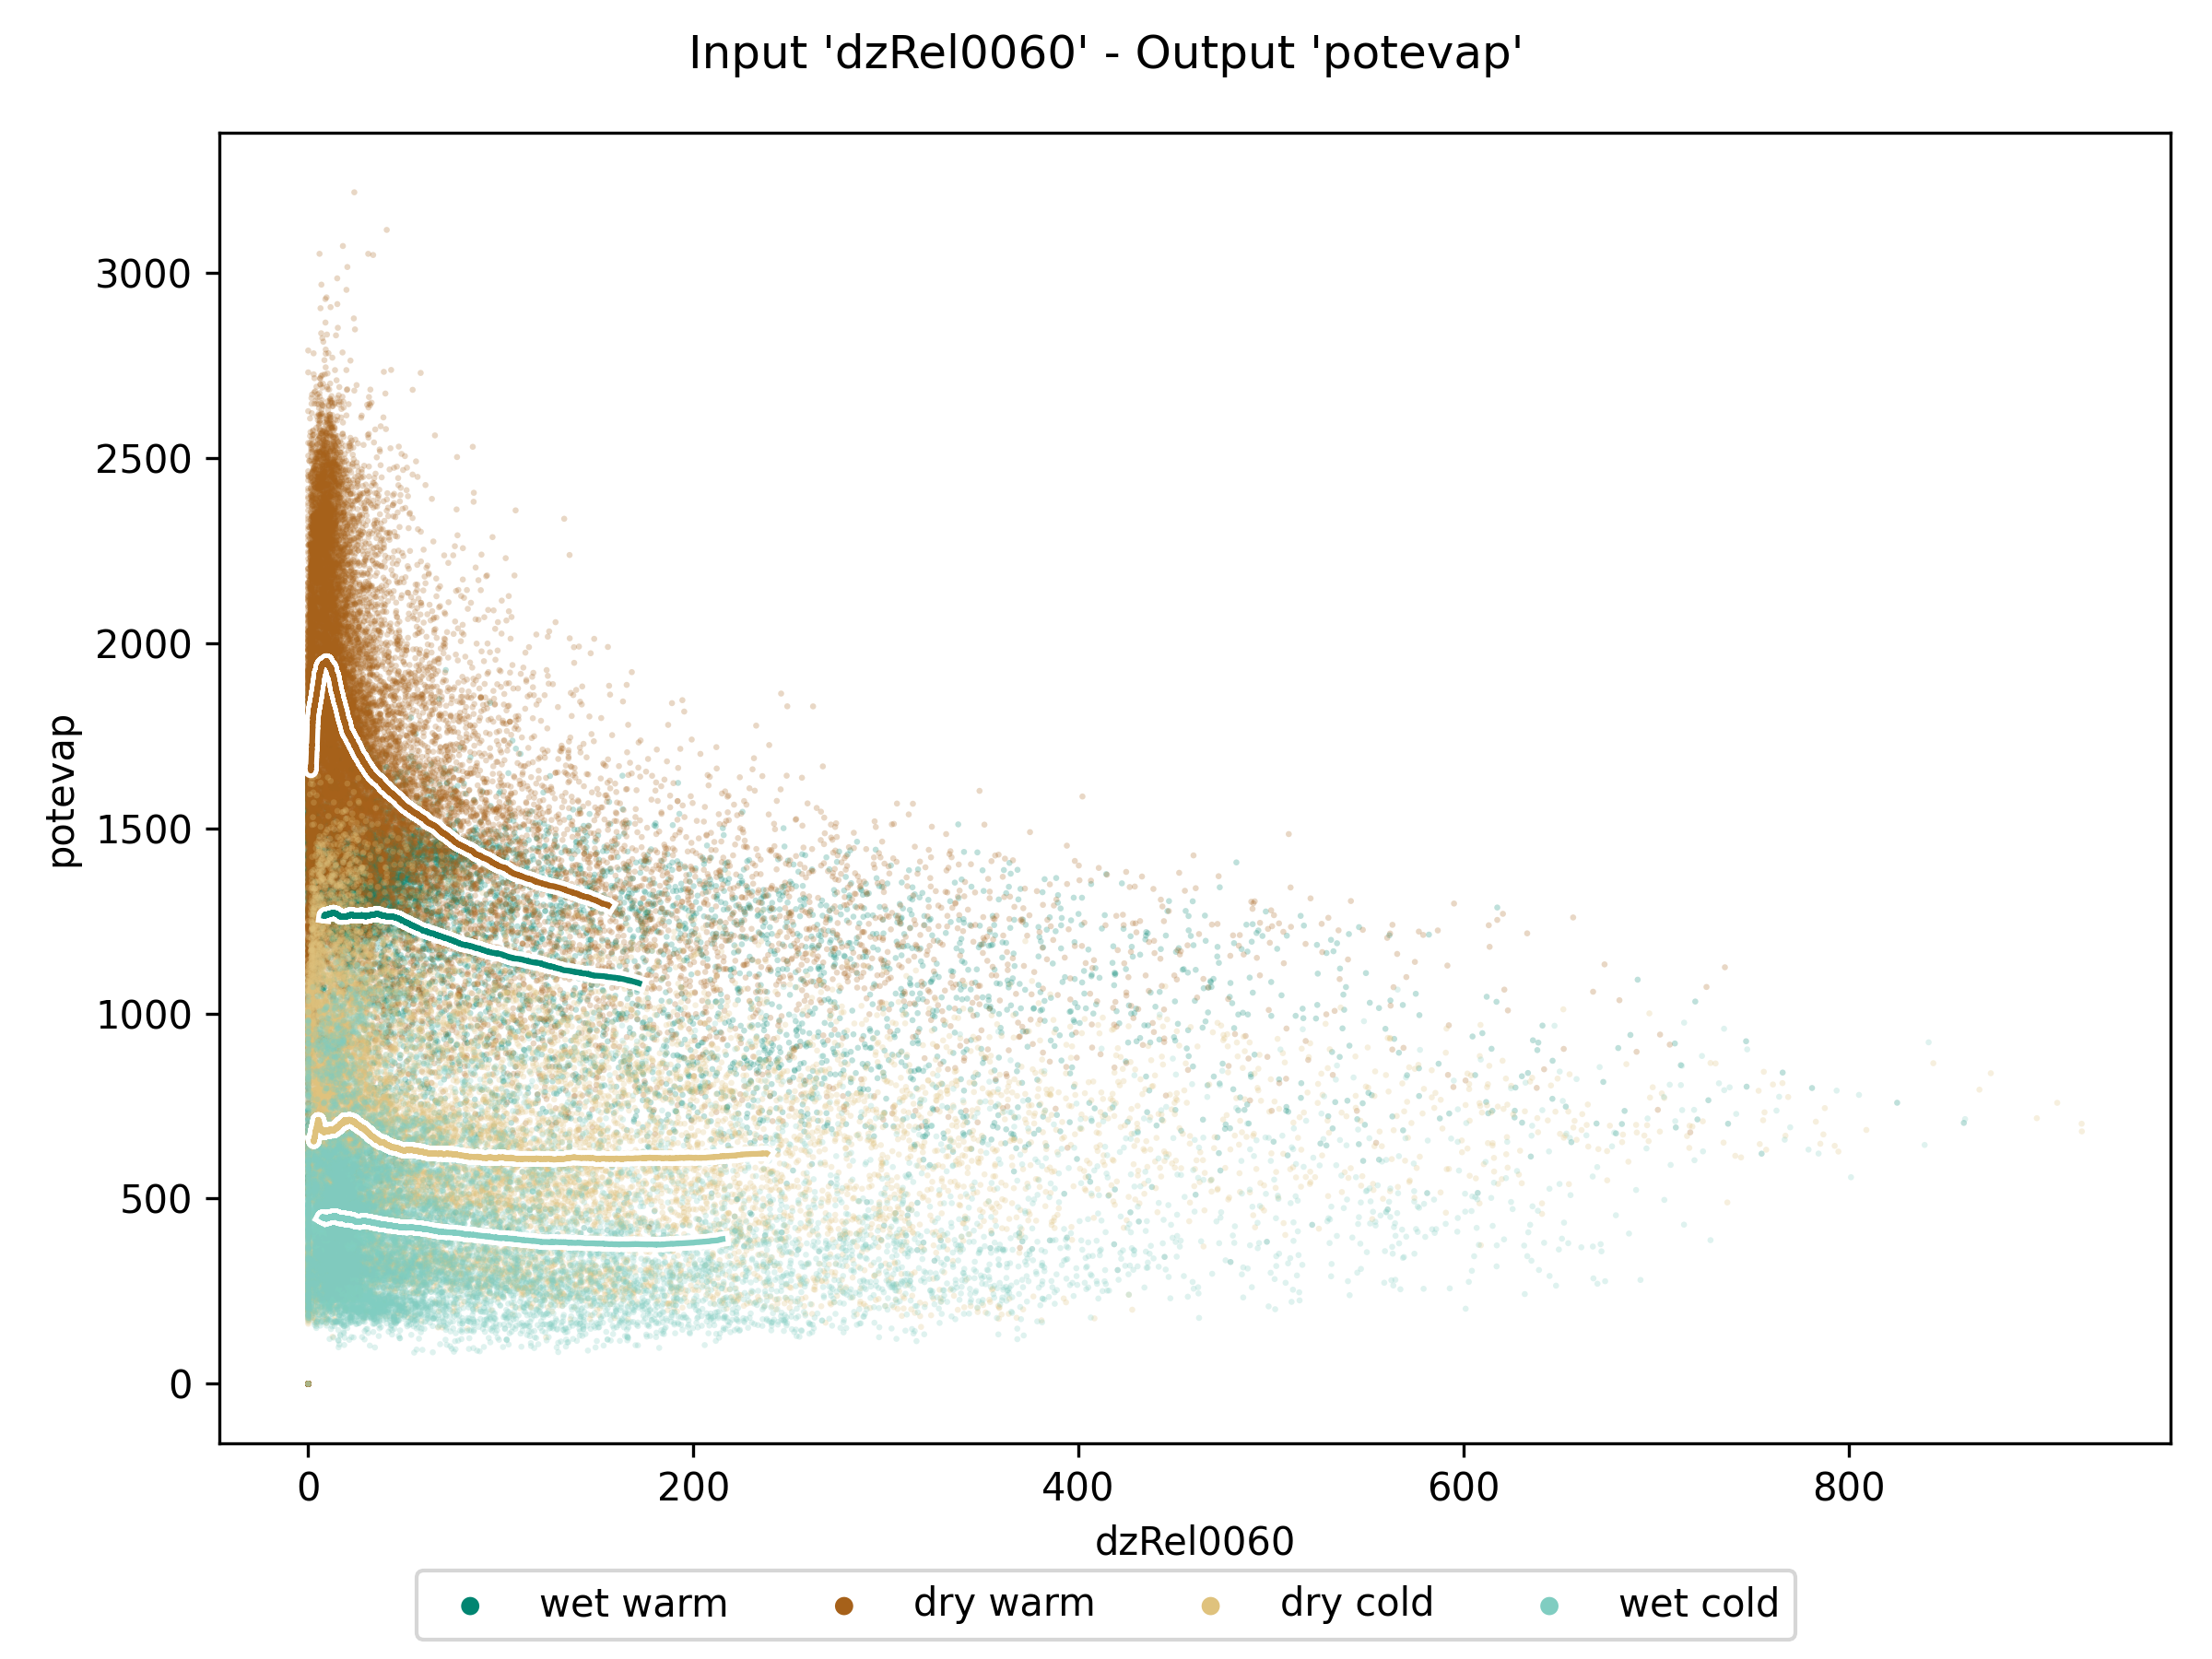 Input 'dzRel0060' - Output 'potevap'
3000
2500
2000
1500
1000
500
0
potevap
0 200 400 600 800
dzRel0060
wet warm dry warm dry cold wet cold